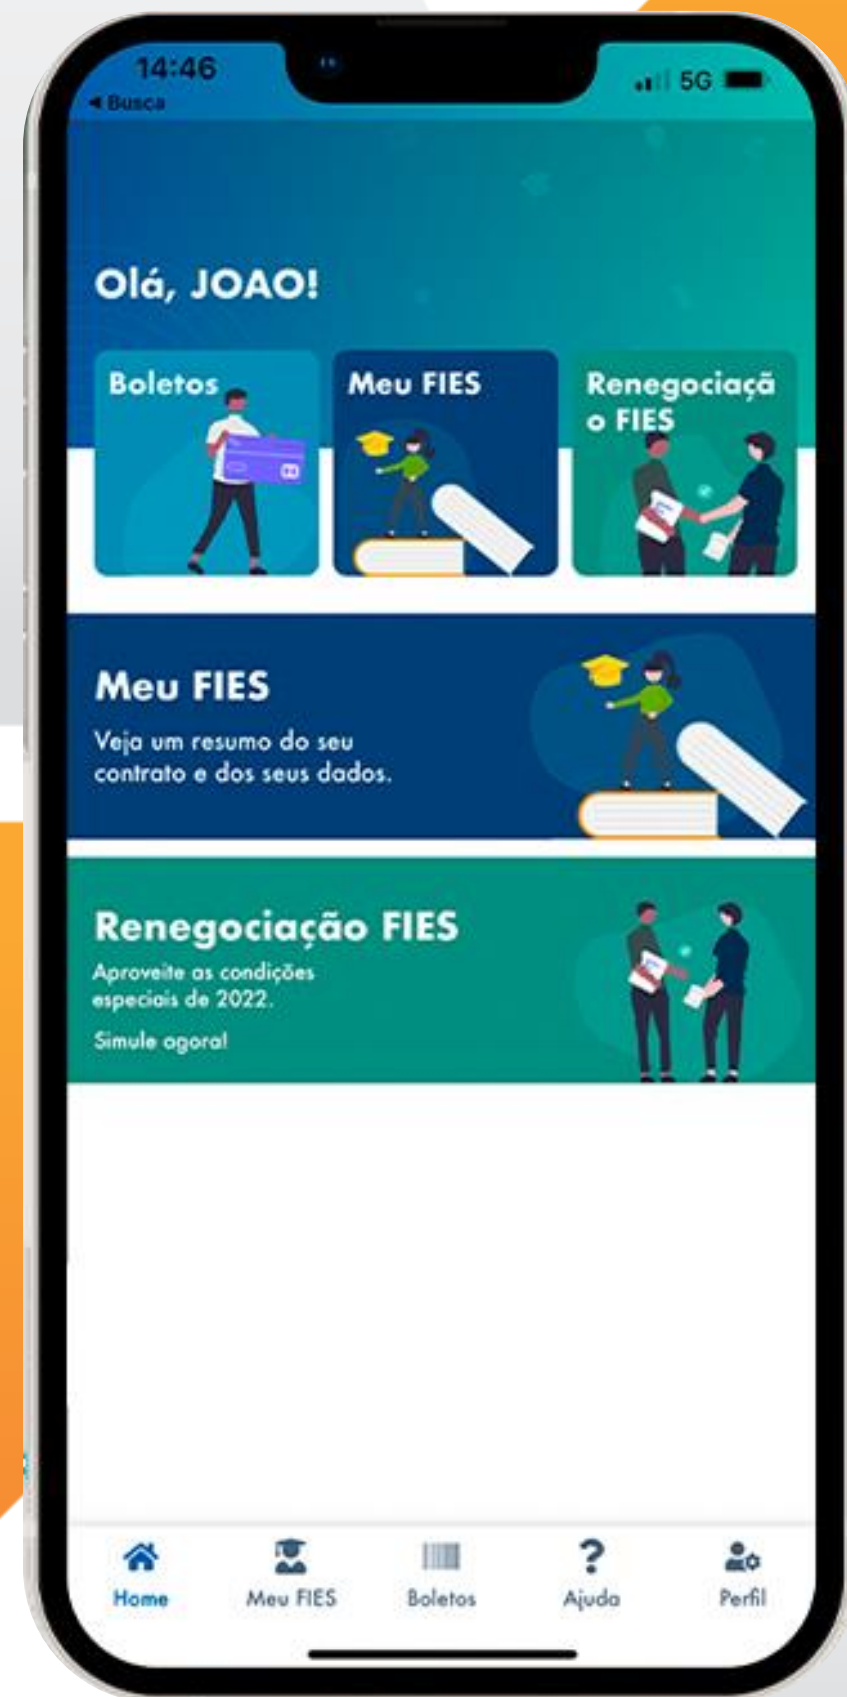 14:46
5G
◀ Busca
Olá, JOAO!
Boletos
Meu FIES
Renegociaçã
o FIES
Meu FIES
Veja um resumo do seu
contrato e dos seus dados.
Renegociação FIES
Aproveite as condições
especiais de 2022.
Simule agora!
Home
Meu FIES
Boletos
Ajuda
Perfil